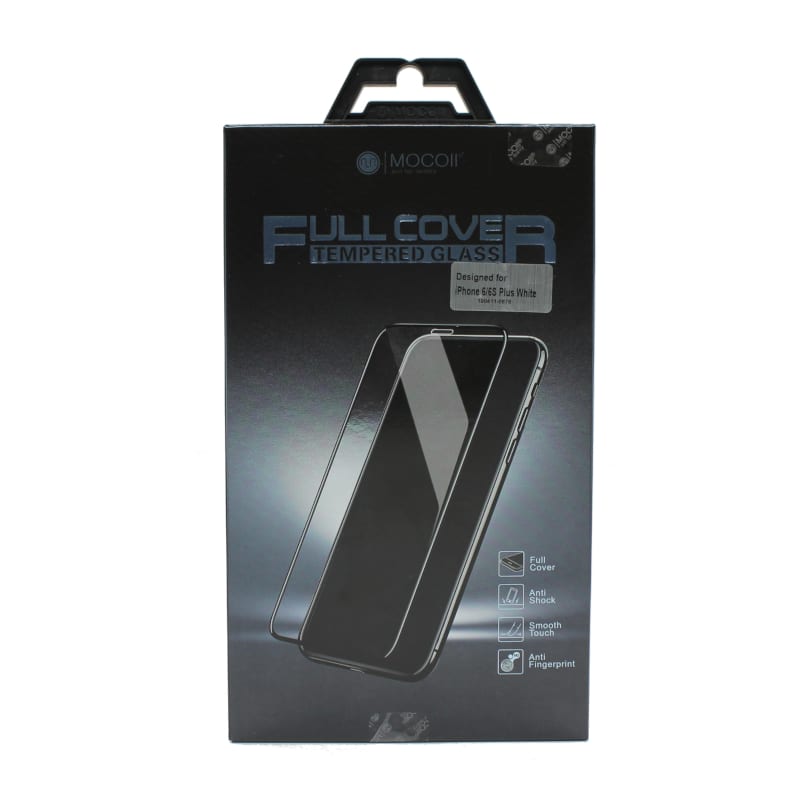 MOCOll
FULL COVER
TEMPERED GLASS
Designed for
iPhone 6/6S Plus White
Full
Cover
Anti
Shock
Smooth
Touch
Anti
Fingerprint